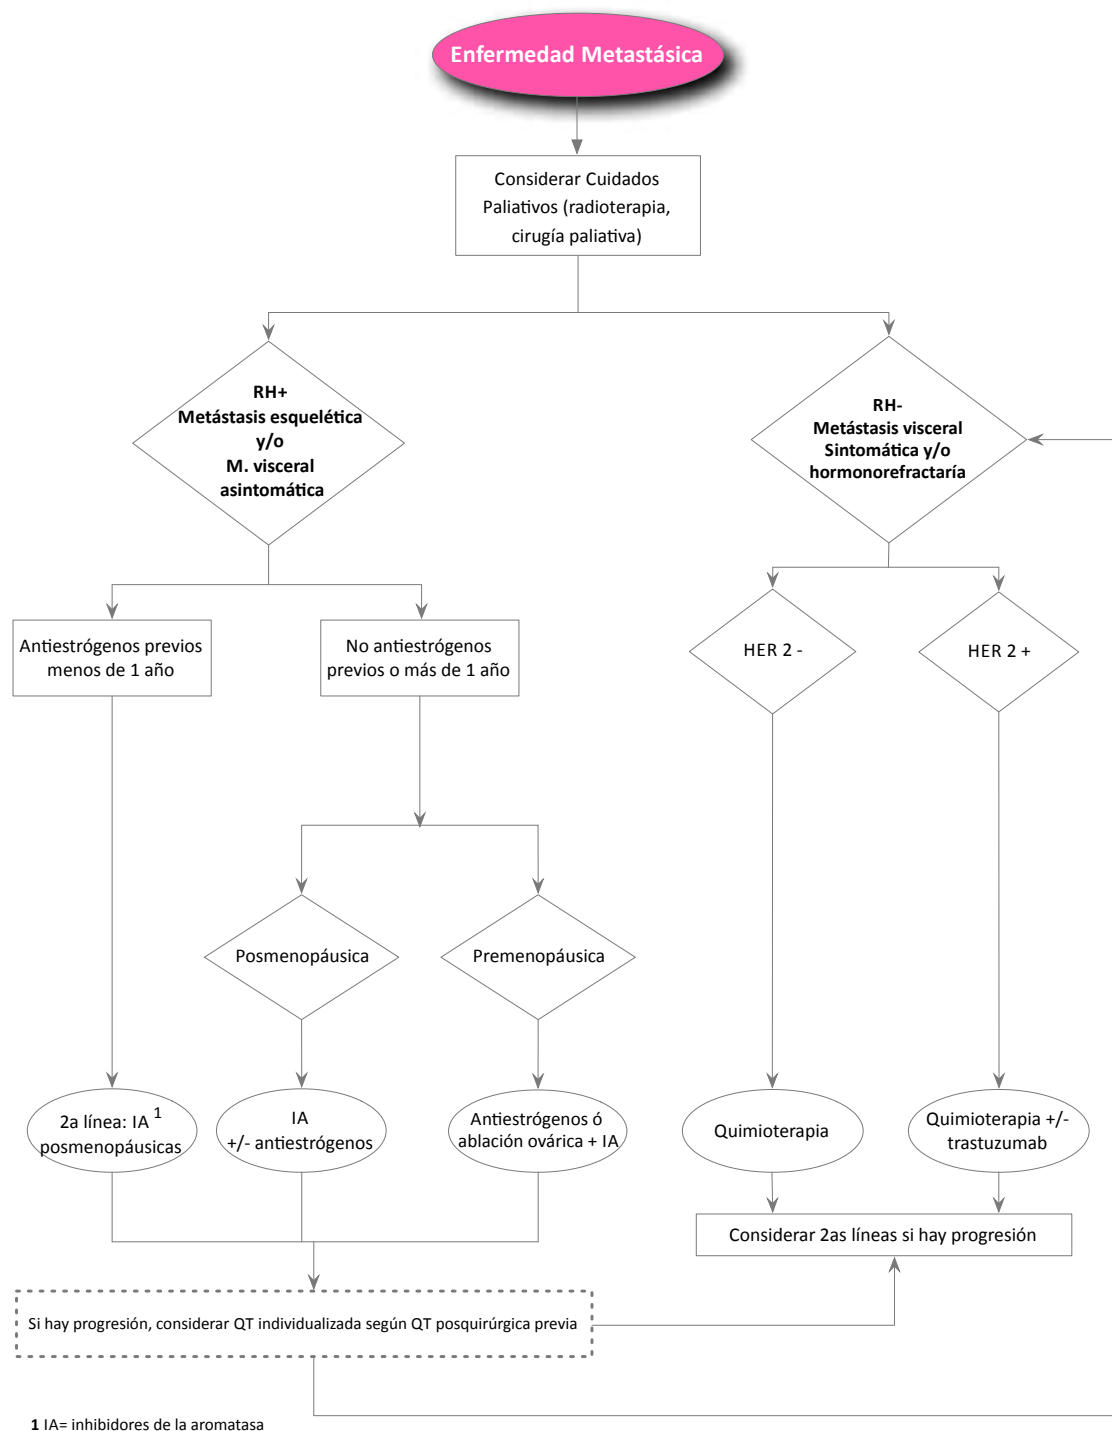 Enfermedad Metastásica
Considerar Cuidados
Paliativos (radioterapia,
cirugía paliativa)
RH+
Metástasis esquelética
y/o
M. visceral
asintomática
RH-
Metástasis visceral
Sintomática y/o
hormonorefractaría
Antiestrógenos previos
menos de 1 año
No antiestrógenos
previos o más de 1 año
HER 2 -
HER 2 +
Posmenopáusica
Premenopáusica
2a línea: IA 1
posmenopáusicas
IA
+/- antiestrógenos
Antiestrógenos ó
ablación ovárica + IA
Quimioterapia
Quimioterapia +/-
trastuzumab
Considerar 2as líneas si hay progresión
Si hay progresión, considerar QT individualizada según QT posquirúrgica previa
1 IA= inhibidores de la aromatasa